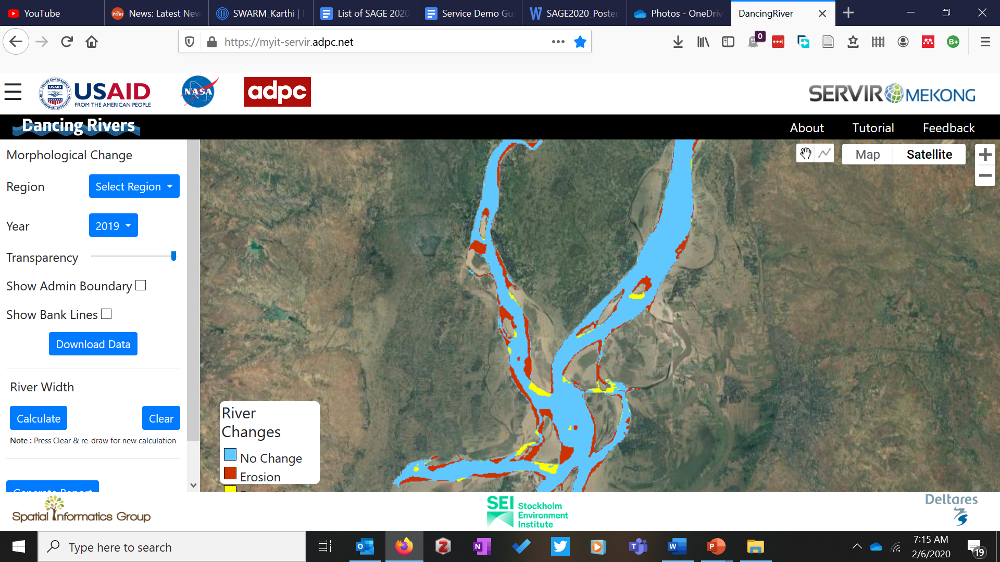 YouTube
News: Latest New
SWARM_Karthi |
List of SAGE 2020
Service Demo Gu
SAGE2020_Poster
Photos - OneDriv
DancingRiver
https://myit-servir.adpc.net
0
B+
USAID
USAID
FROM THE AMERICAN PEOPLE
NASA
adpc
SERVIR MEKONG
Dancing Rivers
About
Tutorial
Feedback
Morphological Change
Region
Select Region
Year
2019
Transparency
Show Admin Boundary
Show Bank Lines
Download Data
River Width
Calculate
Clear
Note : Press Clear & re-draw for new calculation
Generate Report
Map
Satellite
River
Changes
No Change
Erosion
Spatial Informatics Group
SEI Stockholm
Environment
Institute
Deltares
Type here to search
7:15 AM
2/6/2020
19